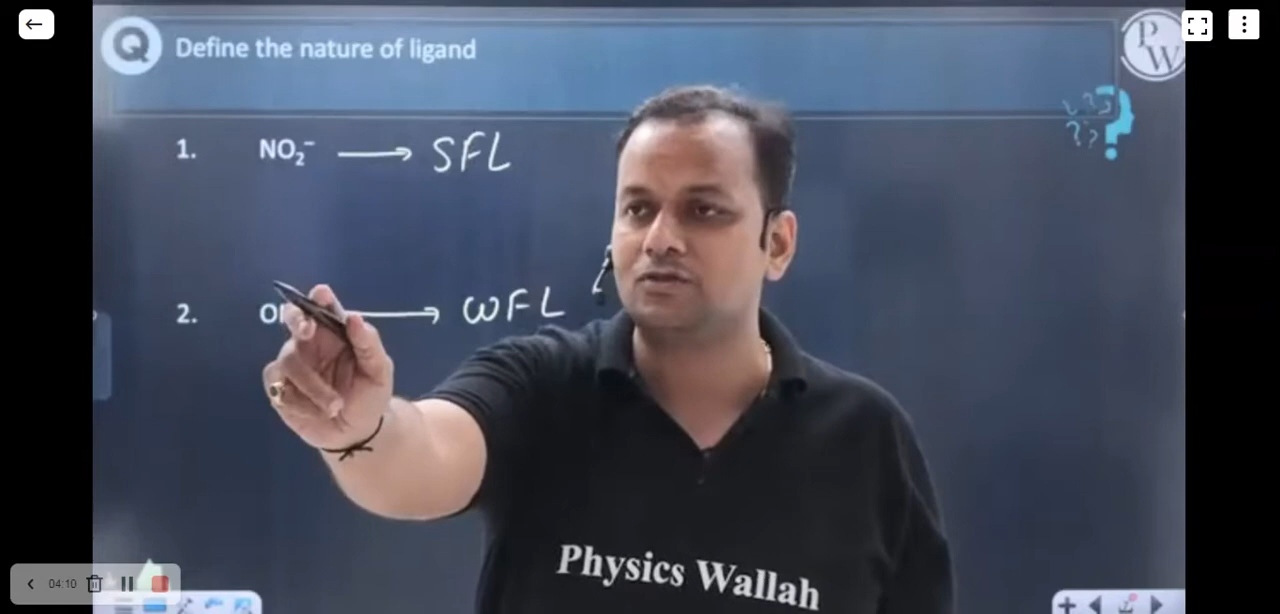 Q Define the nature of ligand
P
W
1. NO₂⁻ → SFL
2. → WFL
Physics Wallah
04:10